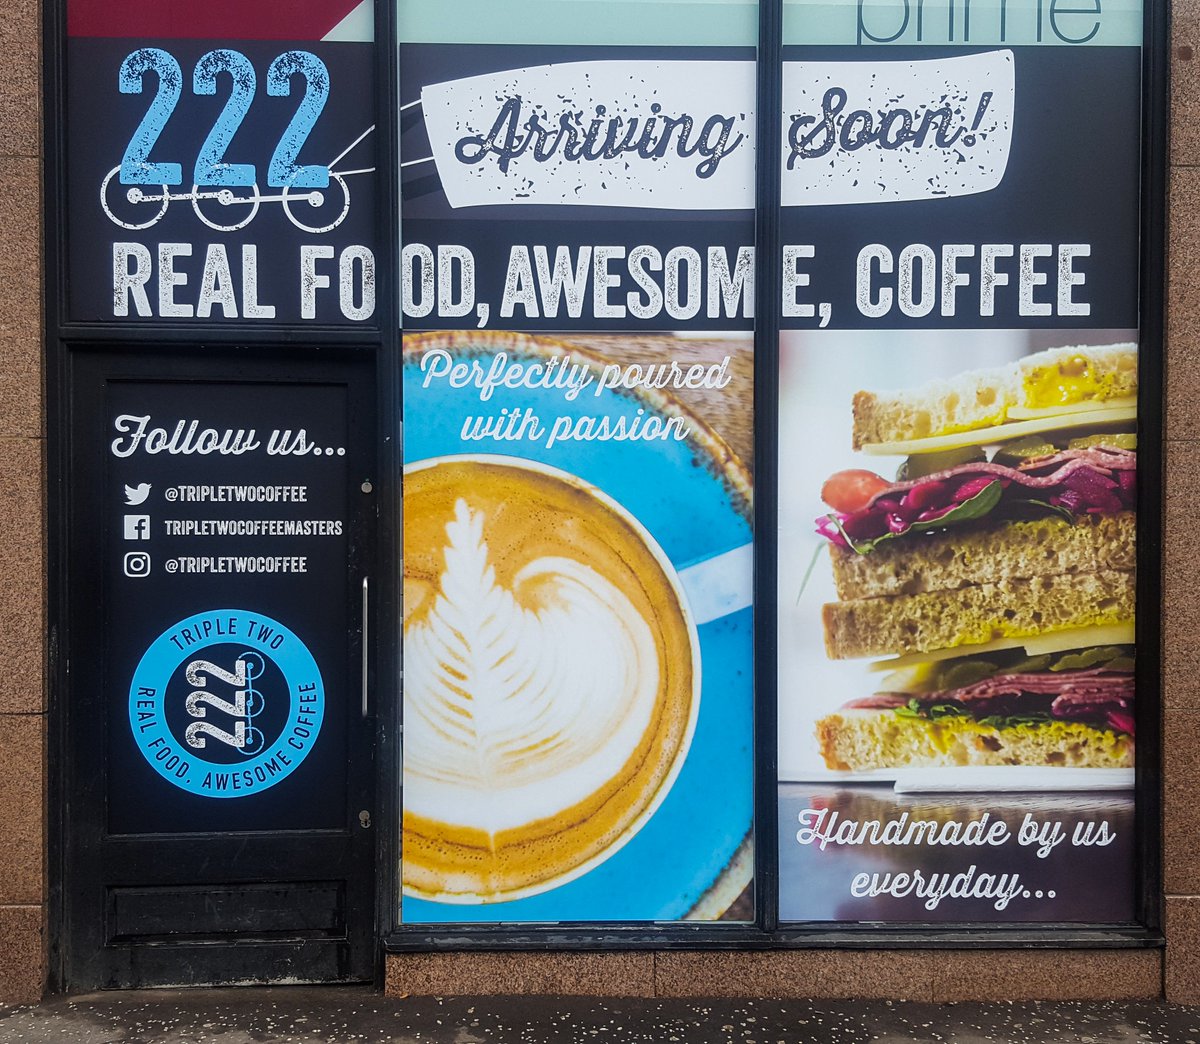 prime
222
Arriving Soon!
REAL FOOD, AWESOME, COFFEE
Perfectly poured
with passion
Follow us...
@TRIPLETWOCOFFEE
TRIPLETWOCOFFEEMASTERS
@TRIPLETWOCOFFEE
TRIPLE TWO
222
REAL FOOD. AWESOME COFFEE
Handmade by us
everyday...